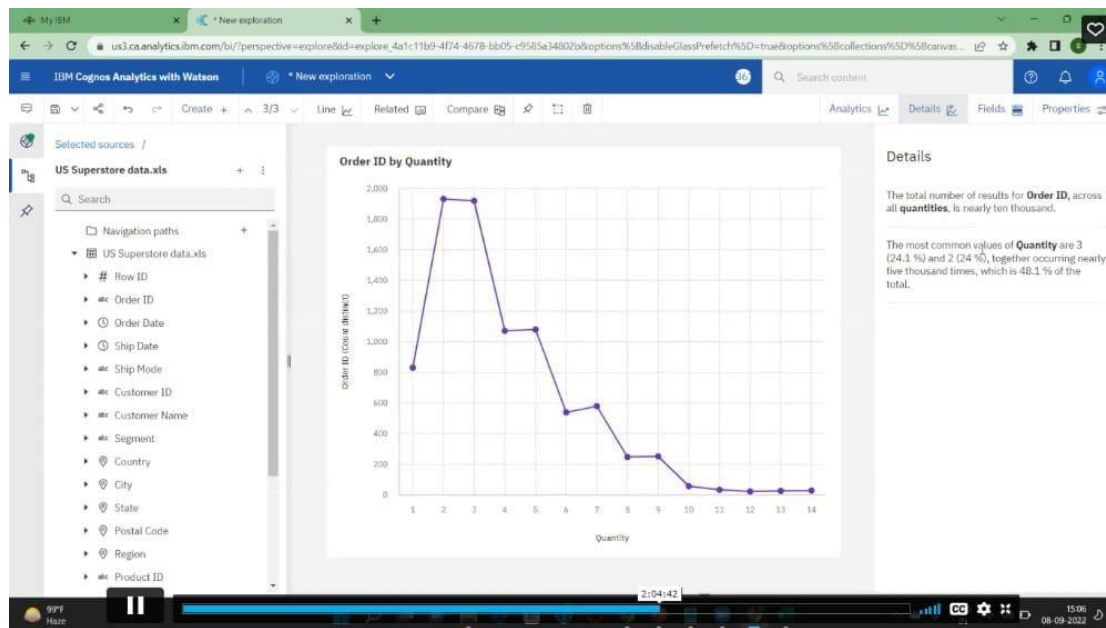 My IBM
* New exploration
us3.ca.analytics.ibm.com/bi/?perspective=explore&id=explore_4a1c11b9-4f74-4678-bb05-c9585a34802b&options%5BdisableGlassPrefetch%5D=true&options%5Bcollections%5D%5Bcanvas...
IBM Cognos Analytics with Watson
* New exploration
36
Search content
Create +
3/3
Line
Related
Compare
Analytics
Details
Fields
Properties
Selected sources /
US Superstore data.xls
Search
Navigation paths
US Superstore data.xls
# Row ID
abc Order ID
Order Date
Ship Date
abc Ship Mode
abc Customer ID
abc Customer Name
abc Segment
Country
City
State
Postal Code
Region
abc Product ID
Order ID by Quantity
Order ID (Count distinct)
2,000
1,800
1,600
1,400
1,200
1,000
800
600
400
200
0
1 2 3 4 5 6 7 8 9 10 11 12 13 14
Quantity
Details
The total number of results for Order ID, across
all quantities, is nearly ten thousand.
The most common values of Quantity are 3
(24.1 %) and 2 (24 %), together occurring nearly
five thousand times, which is 48.1 % of the
total.
2:04:42
99°F
Haze
CC
15:06
08-09-2022